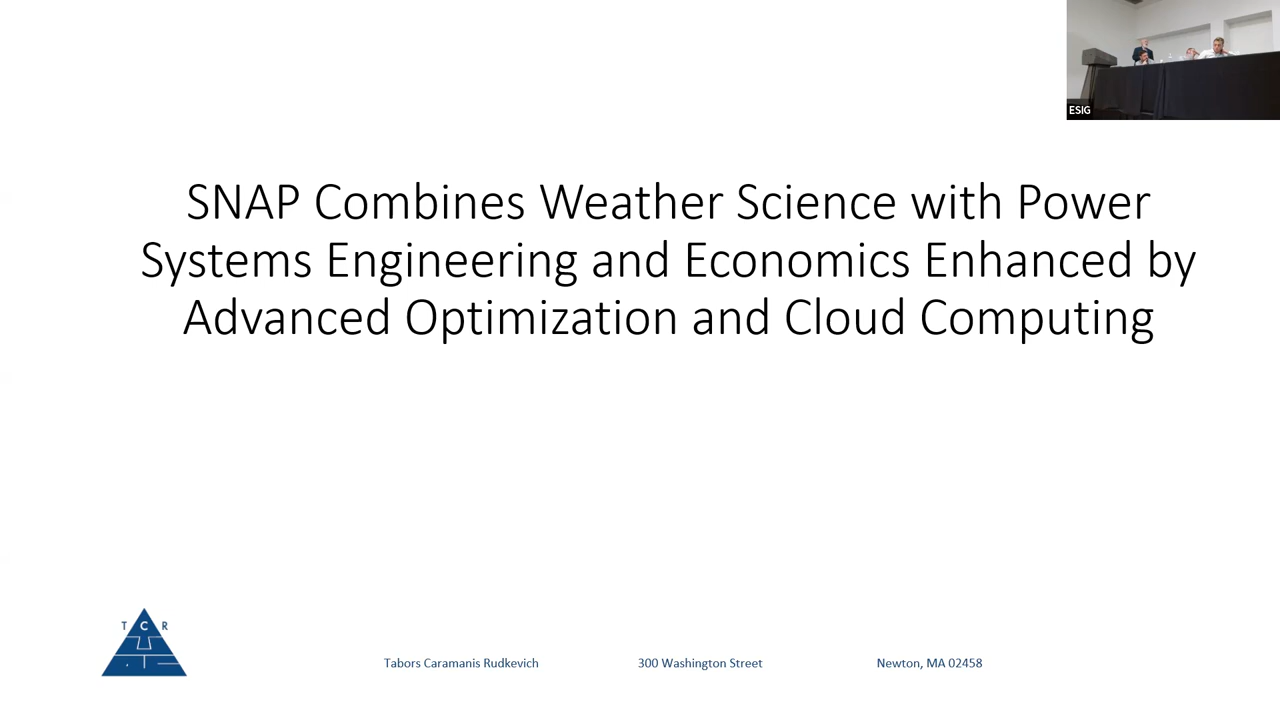 ESIG
SNAP Combines Weather Science with Power
Systems Engineering and Economics Enhanced by
Advanced Optimization and Cloud Computing
T C R
Tabors Caramanis Rudkevich 300 Washington Street Newton, MA 02458